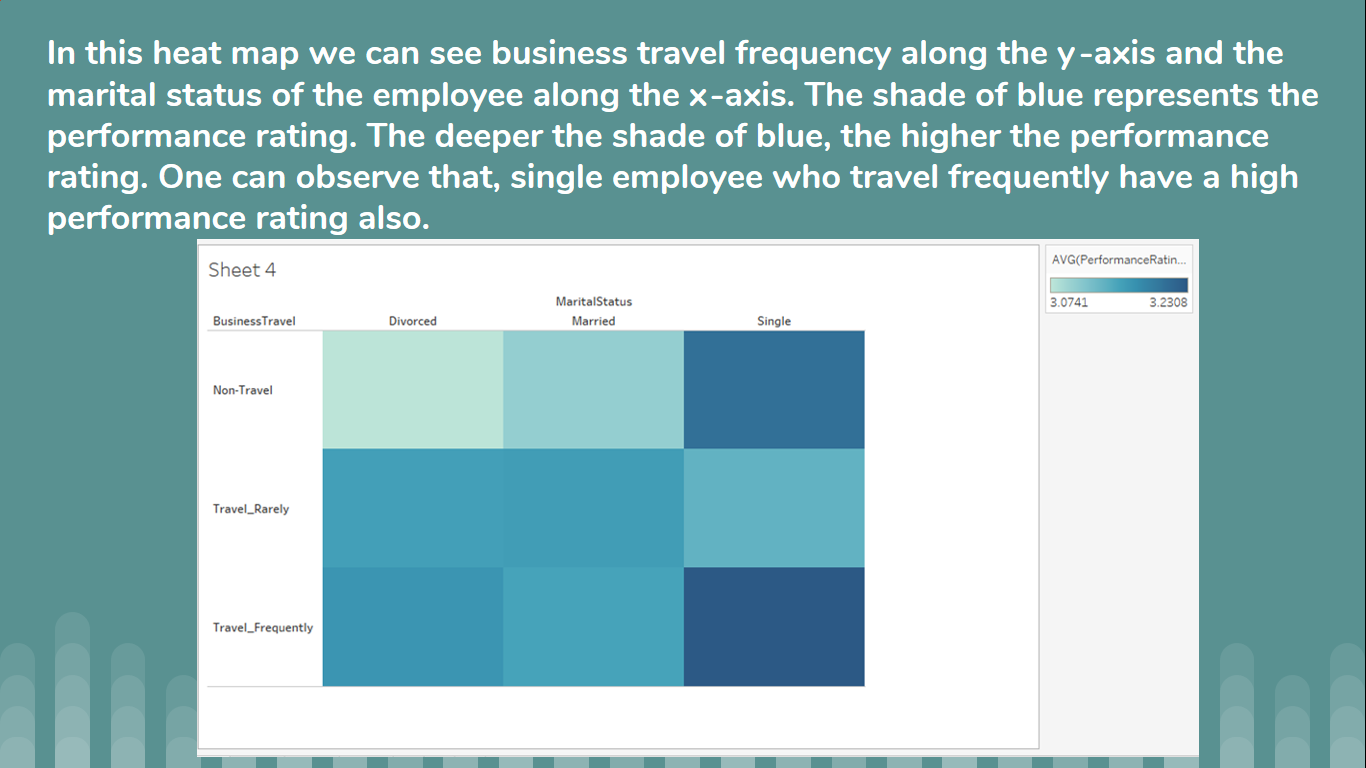 In this heat map we can see business travel frequency along the y-axis and the
marital status of the employee along the x-axis. The shade of blue represents the
performance rating. The deeper the shade of blue, the higher the performance
rating. One can observe that, single employee who travel frequently have a high
performance rating also.
Sheet 4
AVG(PerformanceRatin...
3.0741 3.2308
MaritalStatus
BusinessTravel Divorced Married Single
Non-Travel
Travel_Rarely
Travel_Frequently